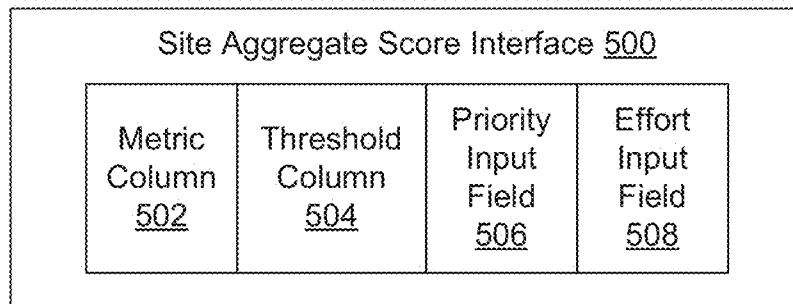 Site Aggregate Score Interface 500
Metric
Column
502
Threshold
Column
504
Priority
Input
Field
506
Effort
Input
Field
508